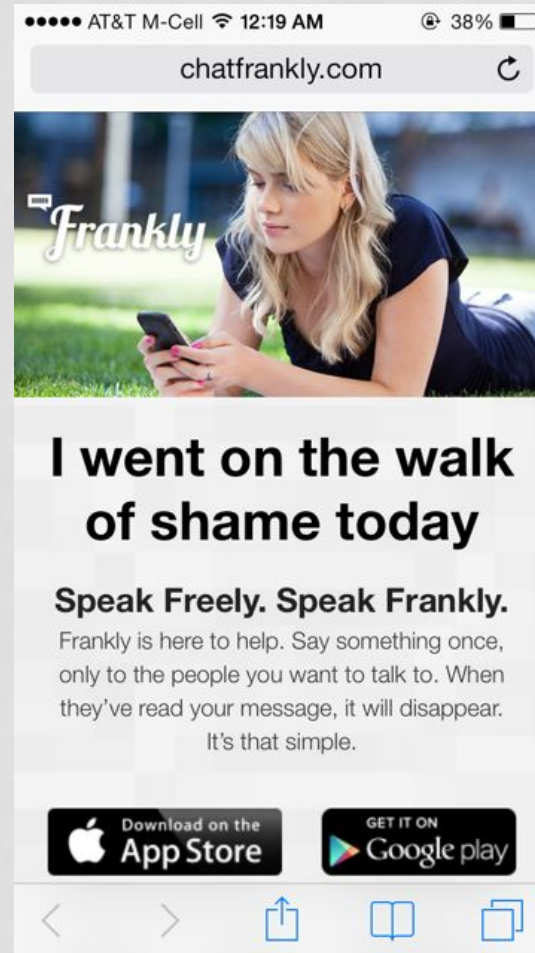 AT&T M-Cell 12:19 AM 38%
chatfrankly.com
Frankly
I went on the walk
of shame today
Speak Freely. Speak Frankly.
Frankly is here to help. Say something once,
only to the people you want to talk to. When
they've read your message, it will disappear.
It's that simple.
Download on the
App Store
GET IT ON
Google play